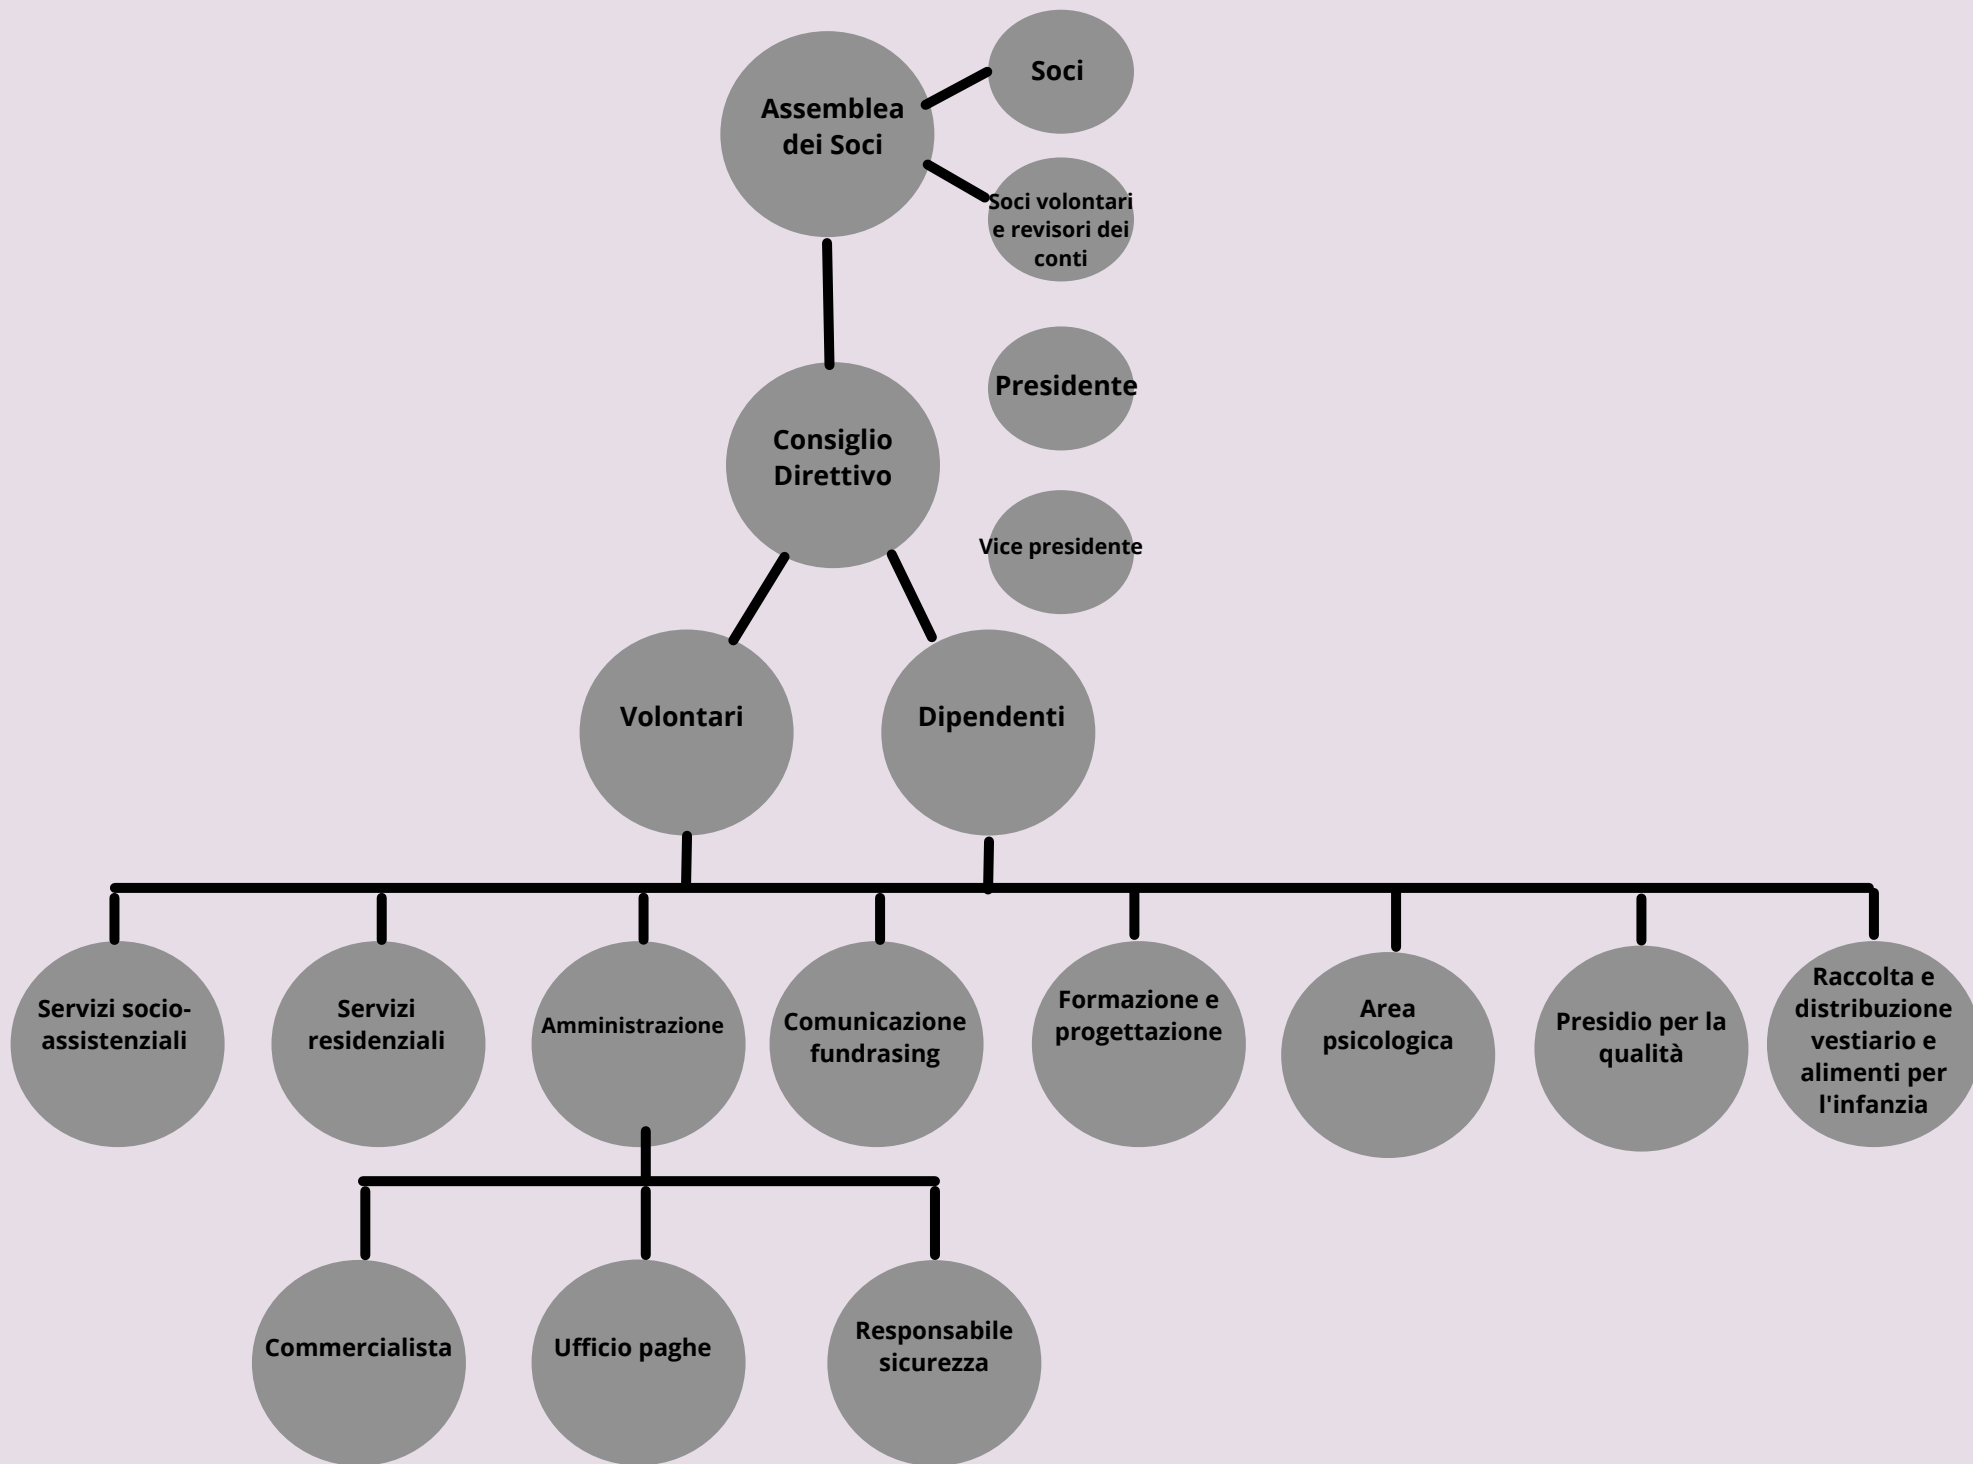 Soci
Assemblea
dei Soci
Soci volontari
e revisori dei
conti
Presidente
Consiglio
Direttivo
Vice presidente
Volontari
Dipendenti
Servizi socio-
assistenziali
Servizi
residenziali
Amministrazione
Comunicazione
fundrasing
Formazione e
progettazione
Area
psicologica
Presidio per la
qualità
Raccolta e
distribuzione
vestiario e
alimenti per
l'infanzia
Commercialista
Ufficio paghe
Responsabile
sicurezza